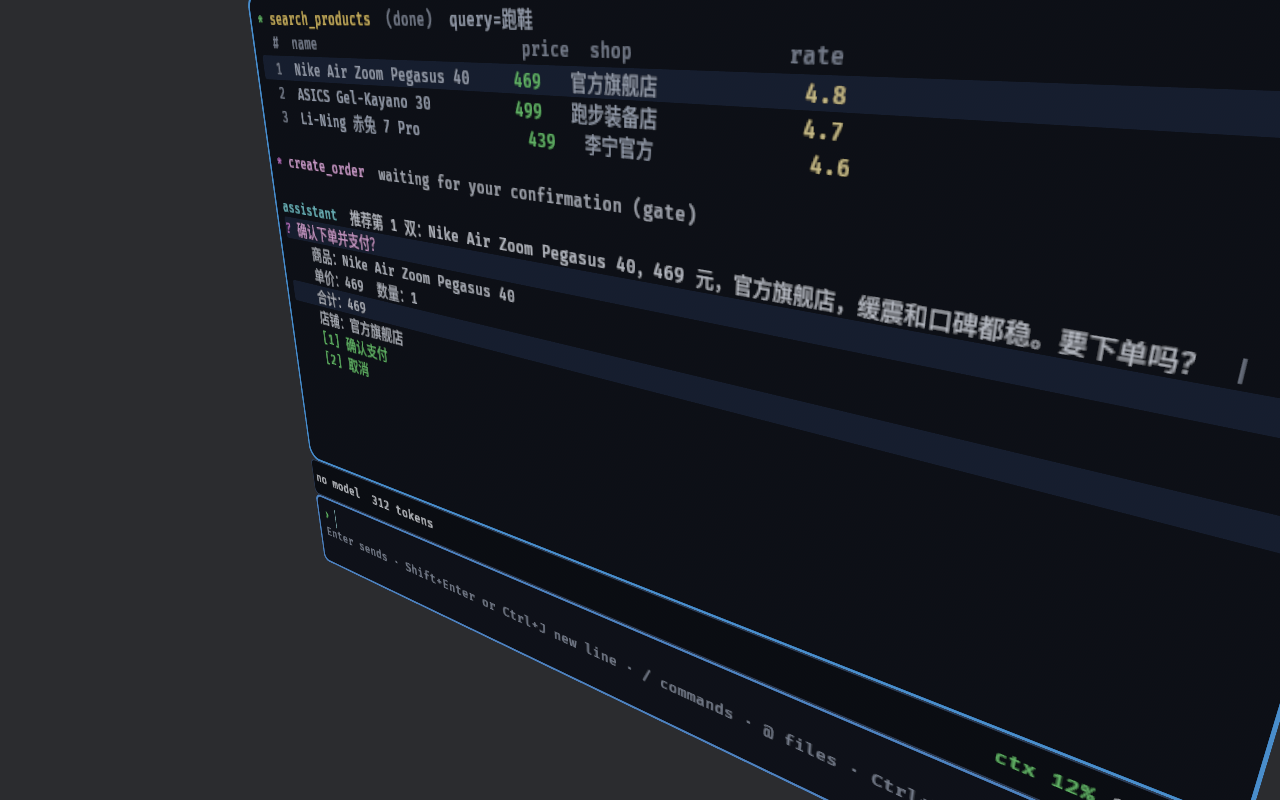 * search_products (done) query=跑鞋
# name price shop rate
1 Nike Air Zoom Pegasus 40 469 官方旗舰店 4.8
2 ASICS Gel-Kayano 30 499 跑步装备店 4.7
3 Li-Ning 赤兔 7 Pro 439 李宁官方 4.6
* create_order waiting for your confirmation (gate)
assistant 推荐第 1 双: Nike Air Zoom Pegasus 40, 469 元, 官方旗舰店, 缓震和口碑都稳。要下单吗?
? 确认下单并支付?
商品: Nike Air Zoom Pegasus 40
单价: 469 数量: 1
合计: 469
店铺: 官方旗舰店
[1] 确认支付
[2] 取消
no model 312 tokens
ctx 12%
›
Enter sends · Shift+Enter or Ctrl+J new line · / commands · @ files · Ctrl